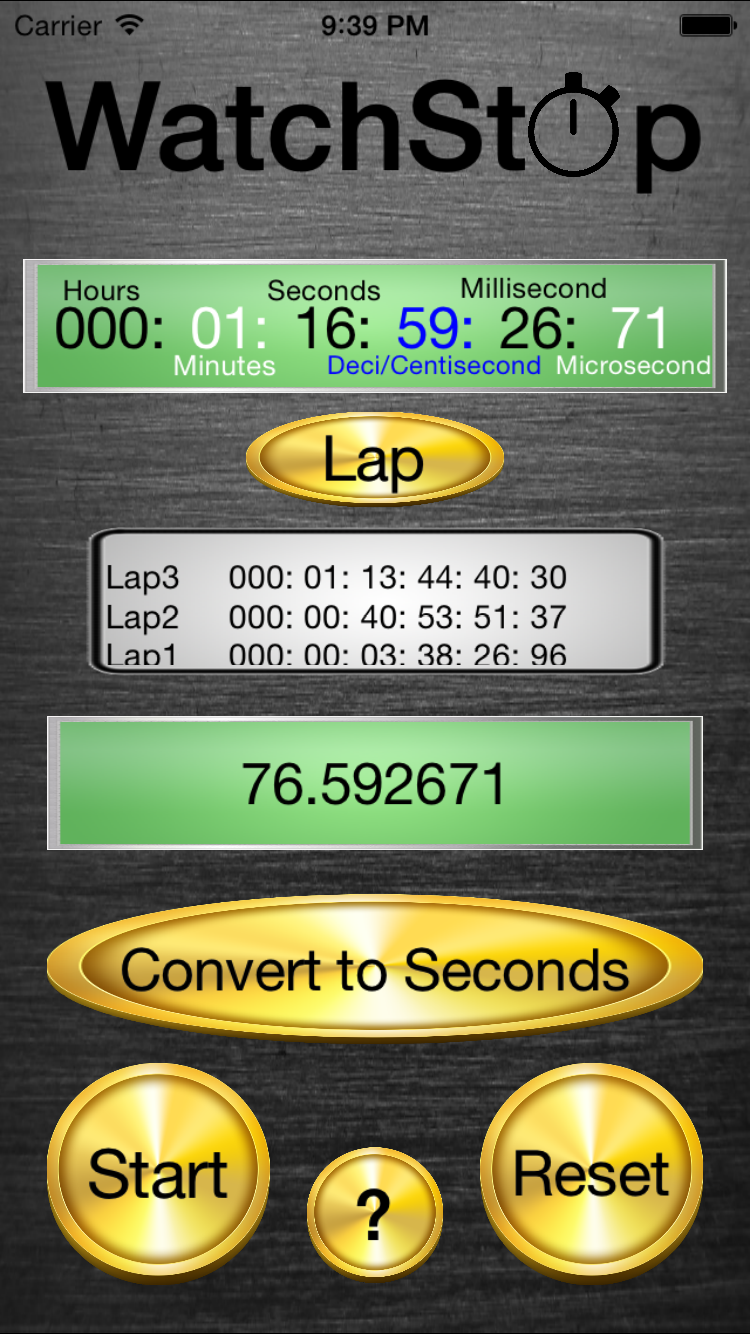 Carrier 9:39 PM
WatchStop
Hours Seconds Millisecond
000: 01: 16: 59: 26: 71
Minutes Deci/Centisecond Microsecond
Lap
Lap3 000: 01: 13: 44: 40: 30
Lap2 000: 00: 40: 53: 51: 37
Lap1 000: 00: 03: 38: 26: 96
76.592671
Convert to Seconds
Start ? Reset